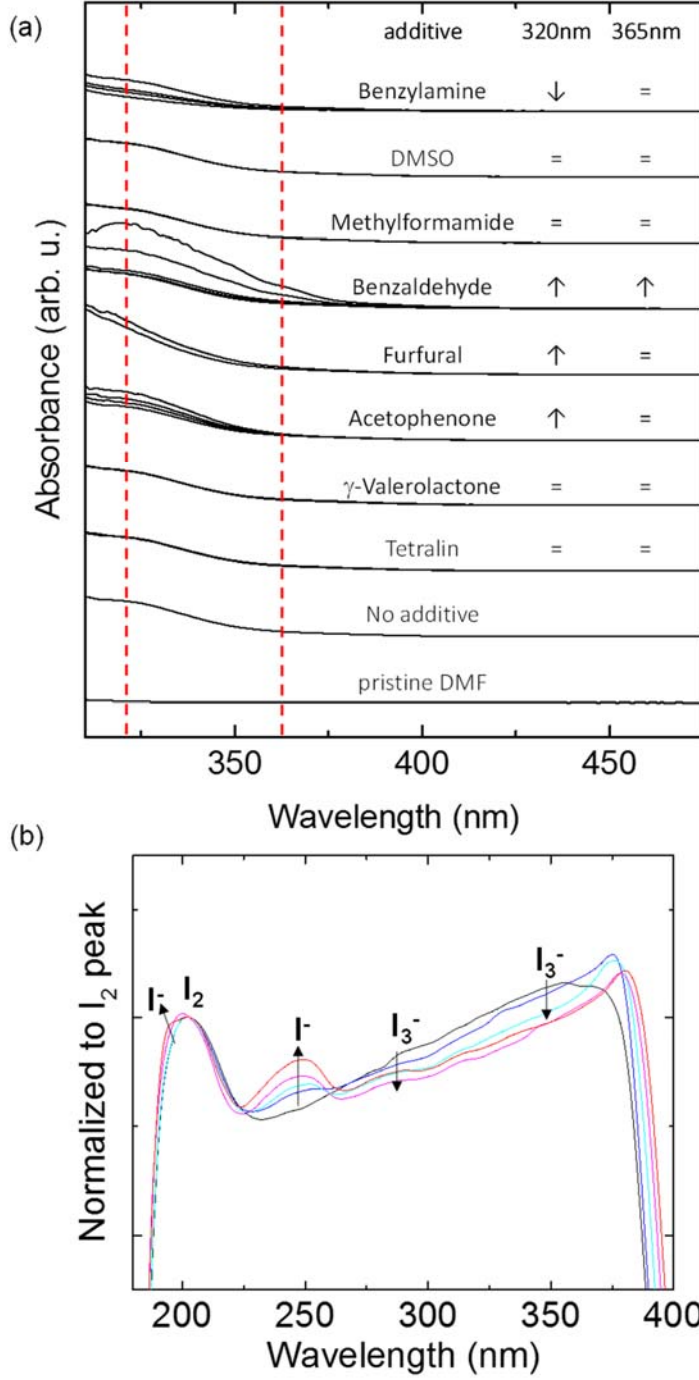 (a)
additive 320nm 365nm
Benzylamine ↓ =
DMSO = =
Methylformamide = =
Benzaldehyde ↑ ↑
Furfural ↑ =
Acetophenone ↑ =
γ-Valerolactone = =
Tetralin = =
No additive
pristine DMF
Absorbance (arb. u.)
350 400 450
Wavelength (nm)
(b)
I- I2 I- I3- I3-
Normalized to I2 peak
200 250 300 350 400
Wavelength (nm)